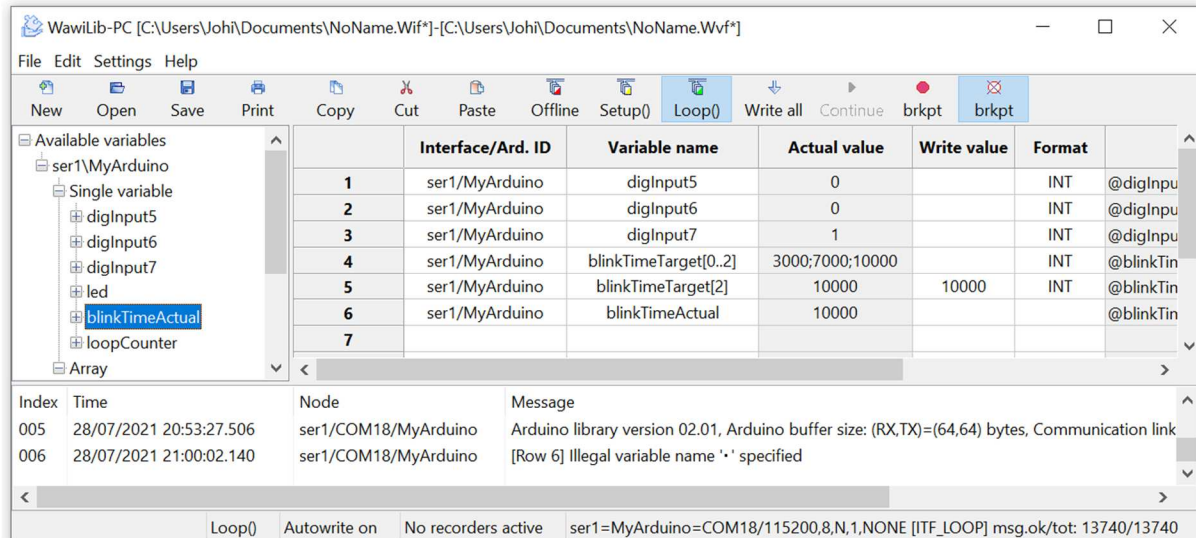 WawiLib-PC [C:\Users\Johi\Documents\NoName.Wif*]-[C:\Users\Johi\Documents\NoName.Wvf*]
File Edit Settings Help
New Open Save Print Copy Cut Paste Offline Setup() Loop() Write all Continue brkpt brkpt
Available variables
ser1\MyArduino
Single variable
digInput5
digInput6
digInput7
led
blinkTimeActual
loopCounter
Array
Interface/Ard. ID Variable name Actual value Write value Format
1 ser1/MyArduino digInput5 0 INT @digInpu
2 ser1/MyArduino digInput6 0 INT @digInpu
3 ser1/MyArduino digInput7 1 INT @digInpu
4 ser1/MyArduino blinkTimeTarget[0..2] 3000;7000;10000 INT @blinkTin
5 ser1/MyArduino blinkTimeTarget[2] 10000 10000 INT @blinkTin
6 ser1/MyArduino blinkTimeActual 10000 @blinkTin
7
Index Time Node Message
005 28/07/2021 20:53:27.506 ser1/COM18/MyArduino Arduino library version 02.01, Arduino buffer size: (RX,TX)=(64,64) bytes, Communication link
006 28/07/2021 21:00:02.140 ser1/COM18/MyArduino [Row 6] Illegal variable name '·' specified
Loop() Autowrite on No recorders active ser1=MyArduino=COM18/115200,8,N,1,NONE [ITF_LOOP] msg.ok/tot: 13740/13740